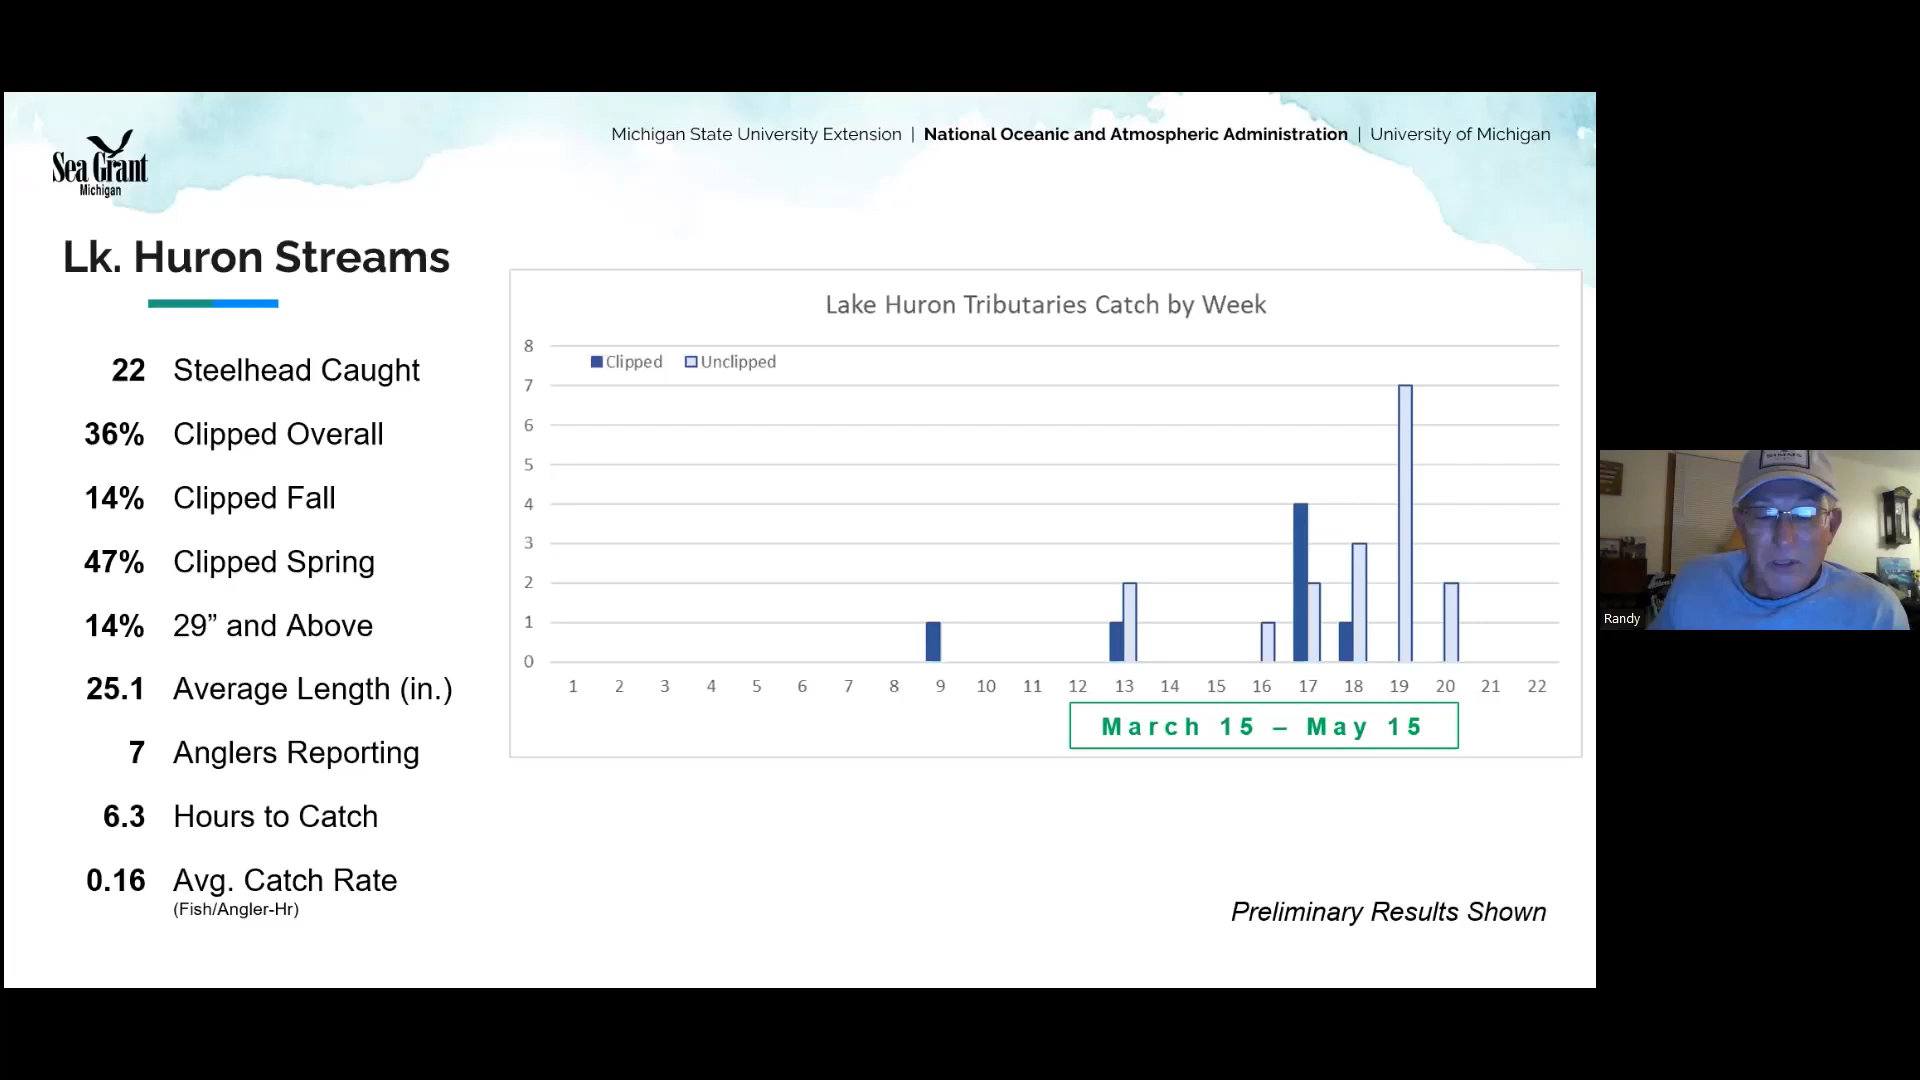 Michigan State University Extension | National Oceanic and Atmospheric Administration | University of Michigan
Sea Grant
Michigan
Lk. Huron Streams
22 Steelhead Caught
36% Clipped Overall
14% Clipped Fall
47% Clipped Spring
14% 29” and Above
25.1 Average Length (in.)
7 Anglers Reporting
6.3 Hours to Catch
0.16 Avg. Catch Rate
(Fish/Angler-Hr)
Lake Huron Tributaries Catch by Week
Clipped Unclipped
8
7
6
5
4
3
2
1
0
1 2 3 4 5 6 7 8 9 10 11 12 13 14 15 16 17 18 19 20 21 22
March 15 – May 15
Preliminary Results Shown
SIMMS
Randy